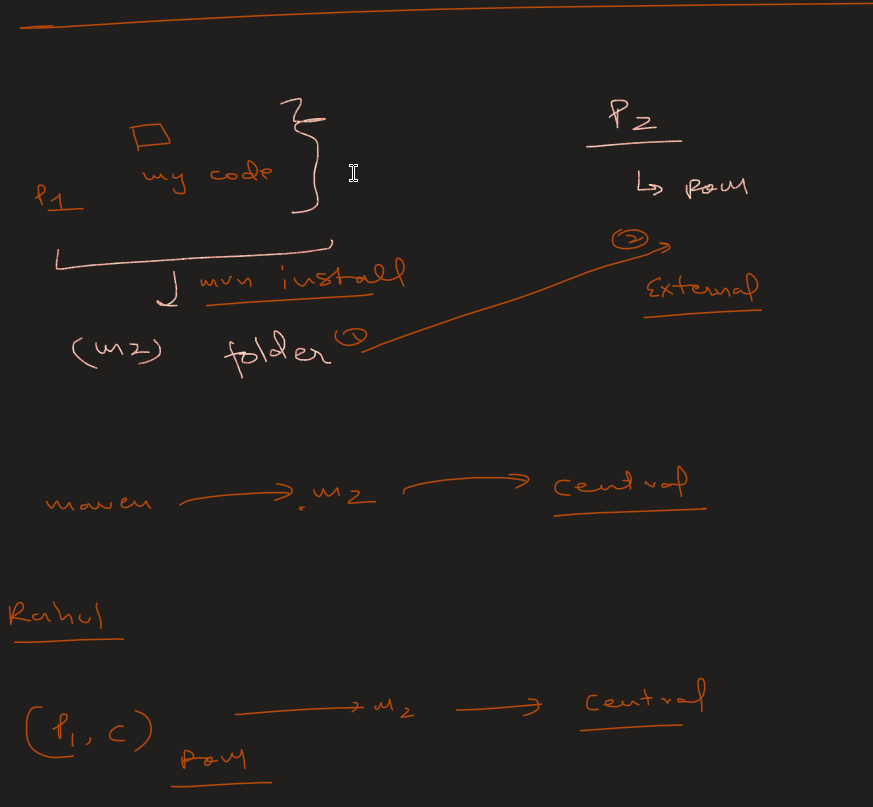 P2
my code
P1
↳ POM
②
mvn install
External
(m2) folder ①
maven → .m2 → central
Rahul
(P1, C) → m2 → central
POM